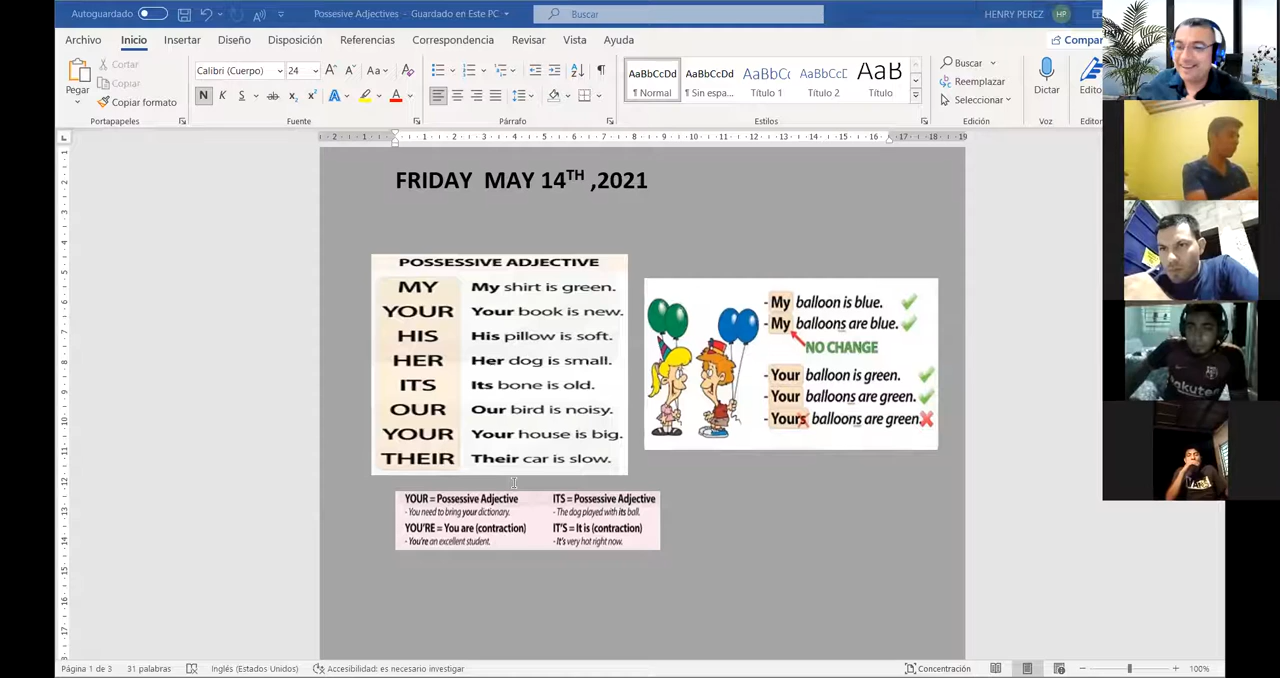 Autoguardado
Possesive Adjectives - Guardado en Este PC
Buscar
HENRY PEREZ
HP
Archivo
Inicio
Insertar
Diseño
Disposición
Referencias
Revisar
Vista
Ayuda
Pegar
Cortar
Copiar
Copiar formato
Portapapeles
Calibri (Cuerpo)
24
Fuente
Párrafo
AaBbCcDd
¶ Normal
AaBbCcDd
¶ Sin espa...
AaBbCc
Título 1
AaBbCcE
Título 2
AaB
Título
Estilos
Buscar
Reemplazar
Seleccionar
Edición
Dictar
Voz
FRIDAY MAY 14TH ,2021
POSSESSIVE ADJECTIVE
MY My shirt is green.
YOUR Your book is new.
HIS His pillow is soft.
HER Her dog is small.
ITS Its bone is old.
OUR Our bird is noisy.
YOUR Your house is big.
THEIR Their car is slow.
- My balloon is blue.
- My balloons are blue.
NO CHANGE
- Your balloon is green.
- Your balloons are green.
- Yours balloons are green.
YOUR = Possessive Adjective
- You need to bring your dictionary.
YOU'RE = You are (contraction)
- You're an excellent student.
ITS = Possessive Adjective
- The dog played with its ball.
IT'S = It is (contraction)
- It's very hot right now.
Página 1 de 3
31 palabras
Inglés (Estados Unidos)
Accesibilidad: es necesario investigar
Concentración
100%